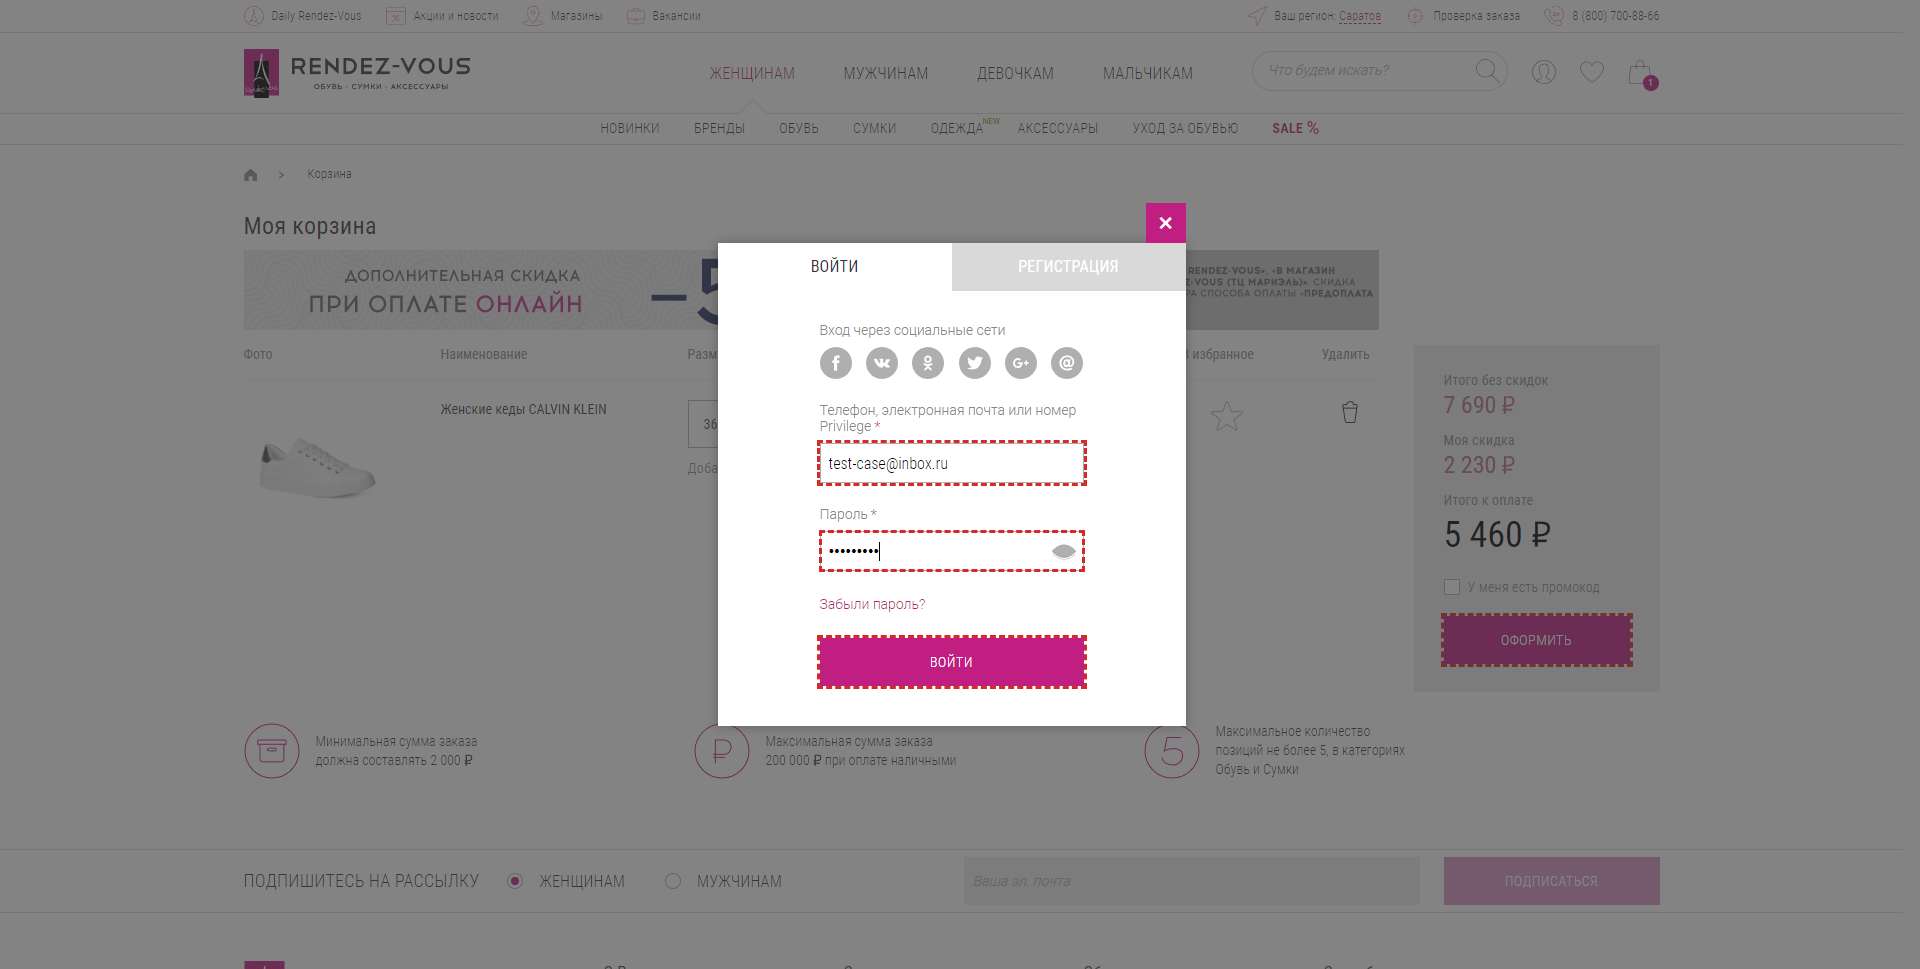 Daily Rendez-Vous
Акции и новости
Магазины
Вакансии
Ваш регион: Саратов
Проверка заказа
8 (800) 700-88-66
RENDEZ-VOUS
ОБУВЬ · СУМКИ · АКСЕССУАРЫ
ЖЕНЩИНАМ
МУЖЧИНАМ
ДЕВОЧКАМ
МАЛЬЧИКАМ
Что будем искать?
1
НОВИНКИ
БРЕНДЫ
ОБУВЬ
СУМКИ
ОДЕЖДА NEW
АКСЕССУАРЫ
УХОД ЗА ОБУВЬЮ
SALE %
> Корзина
Моя корзина
ДОПОЛНИТЕЛЬНАЯ СКИДКА
ПРИ ОПЛАТЕ ОНЛАЙН
–5
RENDEZ-VOUS», «В МАГАЗИН
Z-VOUS (ТЦ МАРИЭЛЬ)». СКИДКА
РА СПОСОБА ОПЛАТЫ «ПРЕДОПЛАТА
Фото
Наименование
избранное
Удалить
Женские кеды CALVIN KLEIN
36
Итого без скидок
7 690 ₽
Моя скидка
2 230 ₽
Итого к оплате
5 460 ₽
У меня есть промокод
ОФОРМИТЬ
ВОЙТИ
РЕГИСТРАЦИЯ
Вход через социальные сети
Телефон, электронная почта или номер
Privilege *
test-case@inbox.ru
Пароль *
•••••••••
Забыли пароль?
ВОЙТИ
Минимальная сумма заказа
должна составлять 2 000 ₽
₽
Максимальная сумма заказа
200 000 ₽ при оплате наличными
5
Максимальное количество
позиций не более 5, в категориях
Обувь и Сумки
ПОДПИШИТЕСЬ НА РАССЫЛКУ
ЖЕНЩИНАМ
МУЖЧИНАМ
Ваша эл. почта
ПОДПИСАТЬСЯ